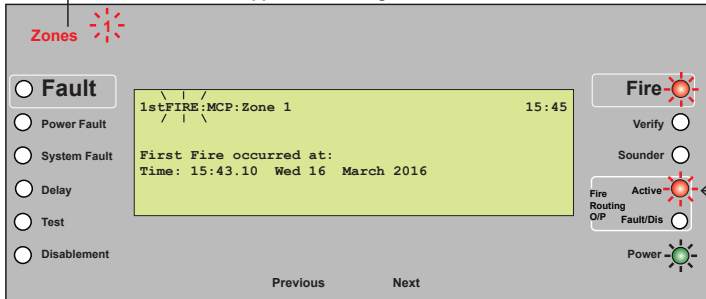 Zones 1
Fault
Power Fault
System Fault
Delay
Test
Disablement
1stFIRE:MCP:Zone 1 15:45
First Fire occurred at:
Time: 15:43.10 Wed 16 March 2016
Fire
Verify
Sounder
Fire
Routing
O/P
Active
Fault/Dis
Power
Previous Next